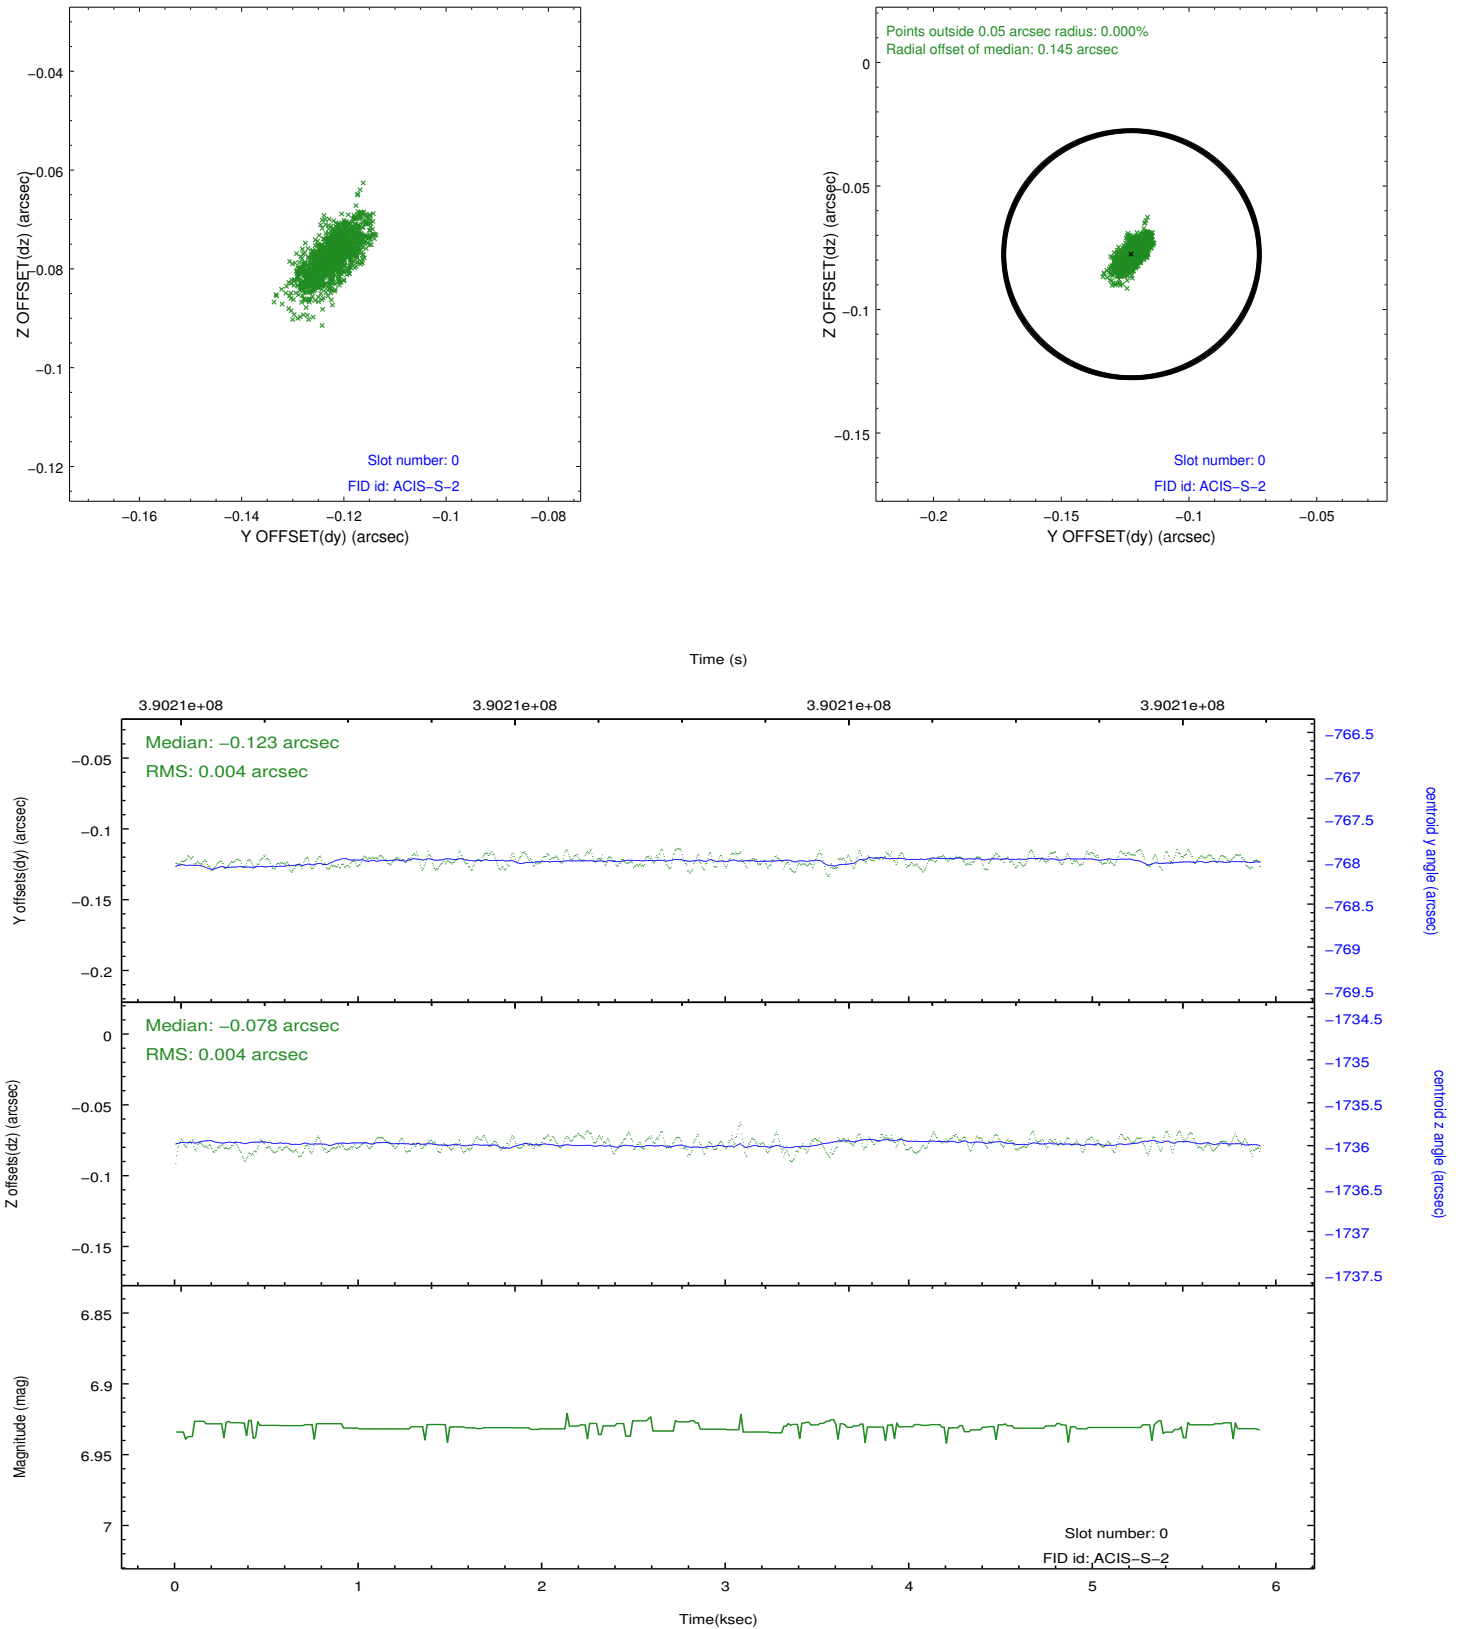 −0.04
−0.06
−0.08
−0.1
−0.12
Z OFFSET(dz) (arcsec)
Slot number: 0
FID id: ACIS−S−2
−0.16
−0.14
−0.12
−0.1
−0.08
Y OFFSET(dy) (arcsec)
Points outside 0.05 arcsec radius: 0.000%
Radial offset of median: 0.145 arcsec
0
−0.05
−0.1
−0.15
Z OFFSET(dz) (arcsec)
Slot number: 0
FID id: ACIS−S−2
−0.2
−0.15
−0.1
−0.05
Y OFFSET(dy) (arcsec)
Time (s)
3.9021e+08
3.9021e+08
3.9021e+08
3.9021e+08
Median: −0.123 arcsec
RMS: 0.004 arcsec
−0.05
−0.1
−0.15
−0.2
Y offsets(dy) (arcsec)
−766.5
−767
−767.5
−768
−768.5
−769
−769.5
centroid y angle (arcsec)
Median: −0.078 arcsec
RMS: 0.004 arcsec
0
−0.05
−0.1
−0.15
Z offsets(dz) (arcsec)
−1734.5
−1735
−1735.5
−1736
−1736.5
−1737
−1737.5
centroid z angle (arcsec)
6.85
6.9
6.95
7
Magnitude (mag)
Slot number: 0
FID id: ACIS−S−2
0
1
2
3
4
5
6
Time(ksec)